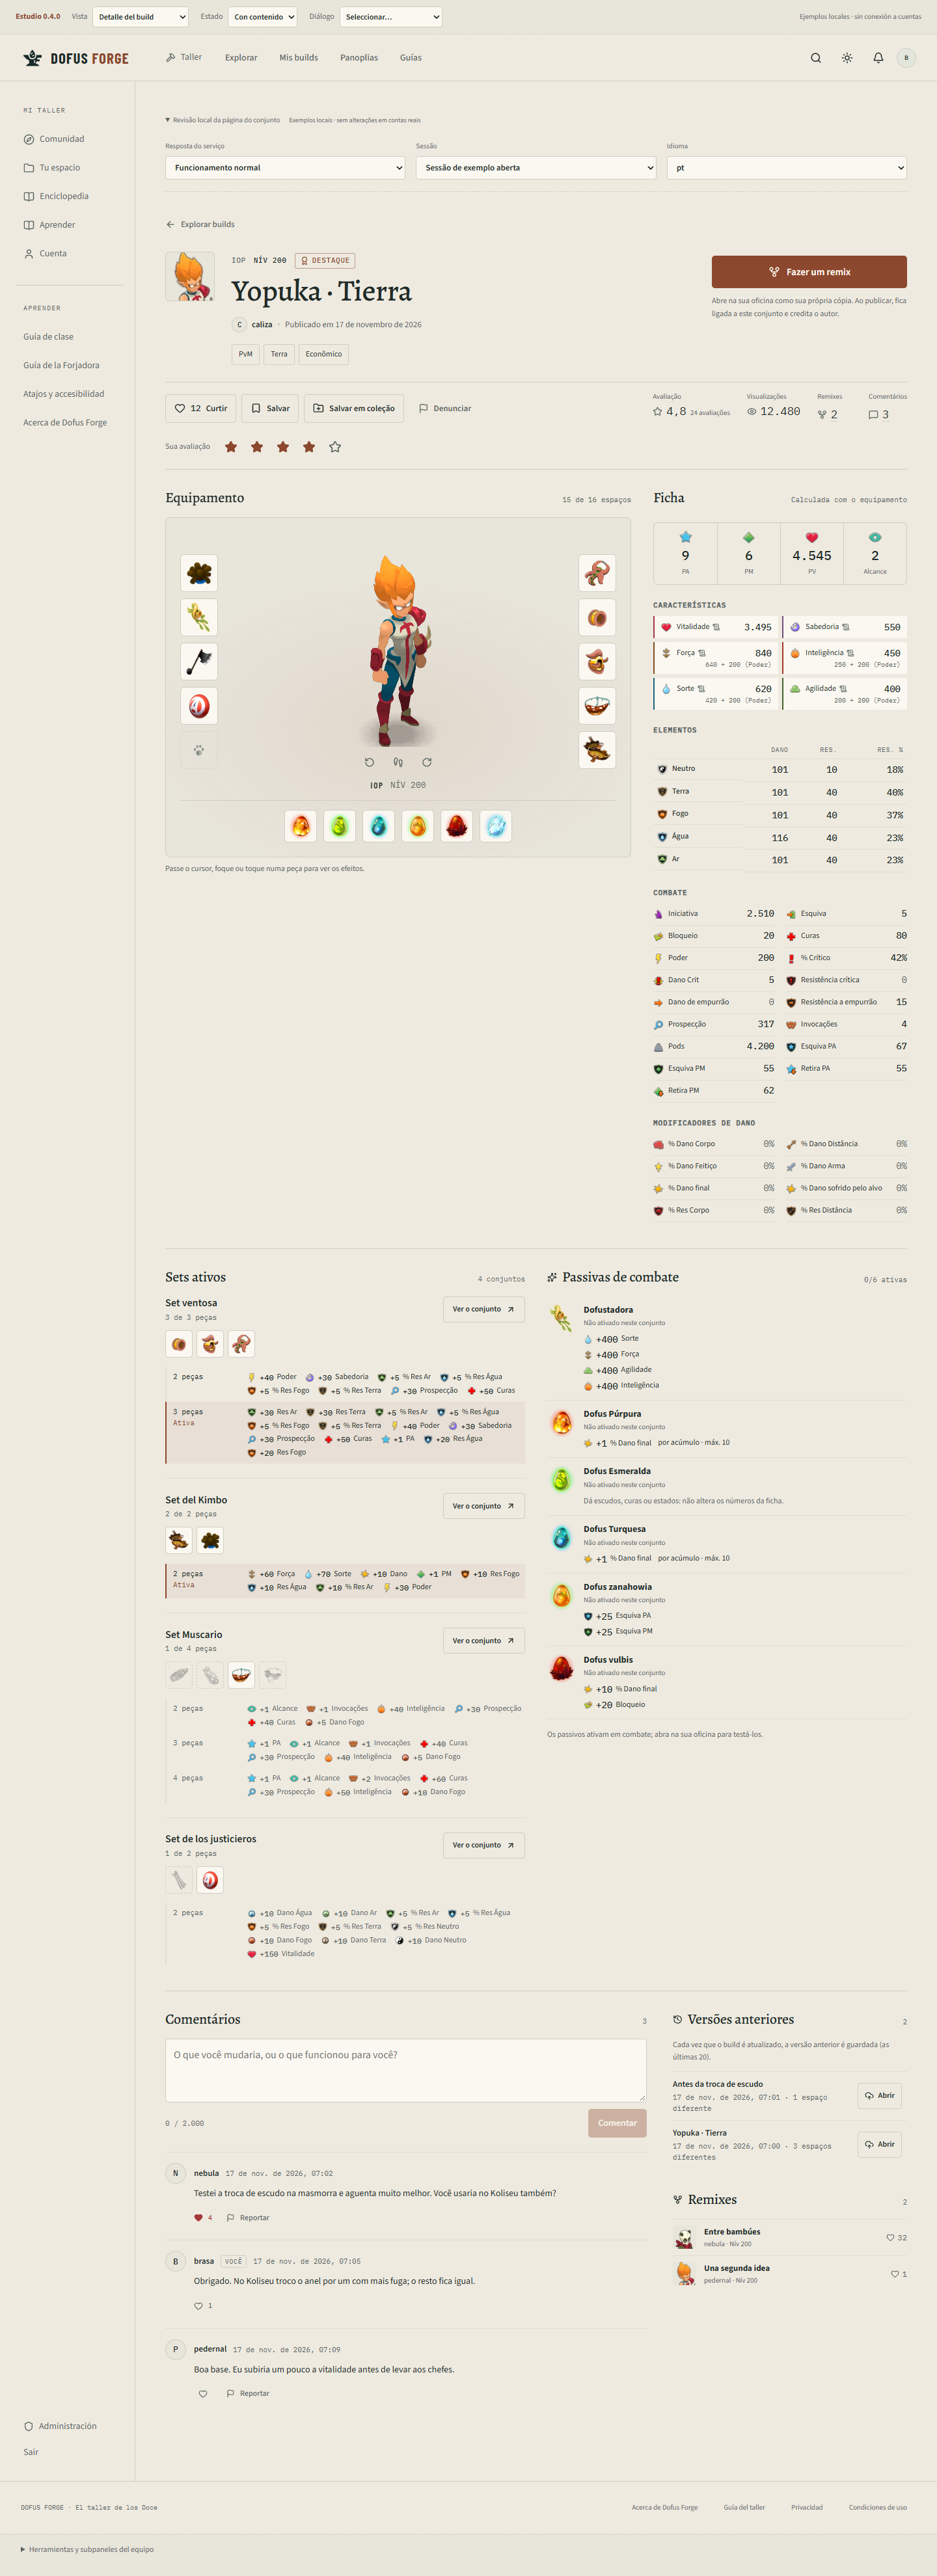 Estudio 0.4.0 Vista Detalle del build Estado Con contenido Diálogo Seleccionar... Ejemplos locales · sin conexión a cuentas
DOFUS FORGE Taller Explorar Mis builds Panoplias Guías B
MI TALLER
Comunidad
Tu espacio
Enciclopedia
Aprender
Cuenta
APRENDER
Guía de clase
Guía de la Forjadora
Atajos y accesibilidad
Acerca de Dofus Forge
Administración
Sair
▼ Revisão local da página do conjunto Exemplos locais · sem alterações em contas reais
Resposta do serviço Sessão Idioma
Funcionamento normal Sessão de exemplo aberta pt
Explorar builds
IOP NÍV 200 DESTAQUE
Yopuka · Tierra
C caliza · Publicado em 17 de novembro de 2026
PvM Terra Econômico
Fazer um remix
Abre na sua oficina como sua própria cópia. Ao publicar, fica
ligada a este conjunto e credita o autor.
12 Curtir Salvar Salvar em coleção Denunciar
Avaliação Visualizações Remixes Comentários
4,8 24 avaliações 12.480 2 3
Sua avaliação
Equipamento 15 de 16 espaços
IOP NÍV 200
Passe o cursor, foque ou toque numa peça para ver os efeitos.
Ficha Calculada com o equipamento
9 6 4.545 2
PA PM PV Alcance
CARACTERÍSTICAS
Vitalidade 3.495 Sabedoria 550
Força 840 Inteligência 450
640 + 200 (Poder) 250 + 200 (Poder)
Sorte 620 Agilidade 400
420 + 200 (Poder) 200 + 200 (Poder)
ELEMENTOS
DANO RES. RES. %
Neutro 101 10 18%
Terra 101 40 40%
Fogo 101 40 37%
Água 116 40 23%
Ar 101 40 23%
COMBATE
Iniciativa 2.510 Esquiva 5
Bloqueio 20 Curas 80
Poder 200 % Crítico 42%
Dano Crit 5 Resistência crítica 0
Dano de empurrão 0 Resistência a empurrão 15
Prospecção 317 Invocações 4
Pods 4.200 Esquiva PA 67
Esquiva PM 55 Retira PA 55
Retira PM 62
MODIFICADORES DE DANO
% Dano Corpo 0% % Dano Distância 0%
% Dano Feitiço 0% % Dano Arma 0%
% Dano final 0% % Dano sofrido pelo alvo 0%
% Res Corpo 0% % Res Distância 0%
Sets ativos 4 conjuntos
Set ventosa Ver o conjunto
3 de 3 peças
2 peças +40 Poder +30 Sabedoria +5 % Res Ar +5 % Res Água
+5 % Res Fogo +5 % Res Terra +30 Prospecção +50 Curas
3 peças +30 Res Ar +30 Res Terra +5 % Res Ar +5 % Res Água
Ativa +5 % Res Fogo +5 % Res Terra +40 Poder +30 Sabedoria
+30 Prospecção +50 Curas +1 PA +20 Res Água
+20 Res Fogo
Set del Kimbo Ver o conjunto
2 de 2 peças
2 peças +60 Força +70 Sorte +10 Dano +1 PM +10 Res Fogo
Ativa +10 Res Água +10 % Res Ar +30 Poder
Set Muscario Ver o conjunto
1 de 4 peças
2 peças +1 Alcance +1 Invocações +40 Inteligência +30 Prospecção
+40 Curas +5 Dano Fogo
3 peças +1 PA +1 Alcance +1 Invocações +40 Curas
+30 Prospecção +40 Inteligência +5 Dano Fogo
4 peças +1 PA +1 Alcance +2 Invocações +60 Curas
+30 Prospecção +50 Inteligência +10 Dano Fogo
Set de los justicieros Ver o conjunto
1 de 2 peças
2 peças +10 Dano Água +10 Dano Ar +5 % Res Ar +5 % Res Água
+5 % Res Fogo +5 % Res Terra +5 % Res Neutro
+10 Dano Fogo +10 Dano Terra +10 Dano Neutro
+150 Vitalidade
Passivas de combate 0/6 ativas
Dofustadora
Não ativado neste conjunto
+400 Sorte
+400 Força
+400 Agilidade
+400 Inteligência
Dofus Púrpura
Não ativado neste conjunto
+1 % Dano final por acúmulo · máx. 10
Dofus Esmeralda
Não ativado neste conjunto
Dá escudos, curas ou estados: não altera os números da ficha.
Dofus Turquesa
Não ativado neste conjunto
+1 % Dano final por acúmulo · máx. 10
Dofus zanahowia
Não ativado neste conjunto
+25 Esquiva PA
+25 Esquiva PM
Dofus vulbis
Não ativado neste conjunto
+10 % Dano final
+20 Bloqueio
Os passivos ativam em combate; abra na sua oficina para testá-los.
Comentários 3
O que você mudaria, ou o que funcionou para você?
0 / 2.000 Comentar
N nebula 17 de nov. de 2026, 07:02
Testei a troca de escudo na masmorra e aguenta muito melhor. Você usaria no Koliseu também?
4 Reportar
B brasa VOCÊ 17 de nov. de 2026, 07:05
Obrigado. No Koliseu troco o anel por um com mais fuga; o resto fica igual.
1
P pedernal 17 de nov. de 2026, 07:09
Boa base. Eu subiria um pouco a vitalidade antes de levar aos chefes.
Reportar
Versões anteriores 2
Cada vez que o build é atualizado, a versão anterior é guardada (as
últimas 20).
Antes da troca de escudo Abrir
17 de nov. de 2026, 07:01 · 1 espaço
diferente
Yopuka · Tierra Abrir
17 de nov. de 2026, 07:00 · 3 espaços
diferentes
Remixes 2
Entre bambúes 32
nebula · Nív 200
Una segunda idea 1
pedernal · Nív 200
DOFUS FORGE · El taller de los Doce Acerca de Dofus Forge Guía del taller Privacidad Condiciones de uso
▶ Herramientas y subpaneles del equipo